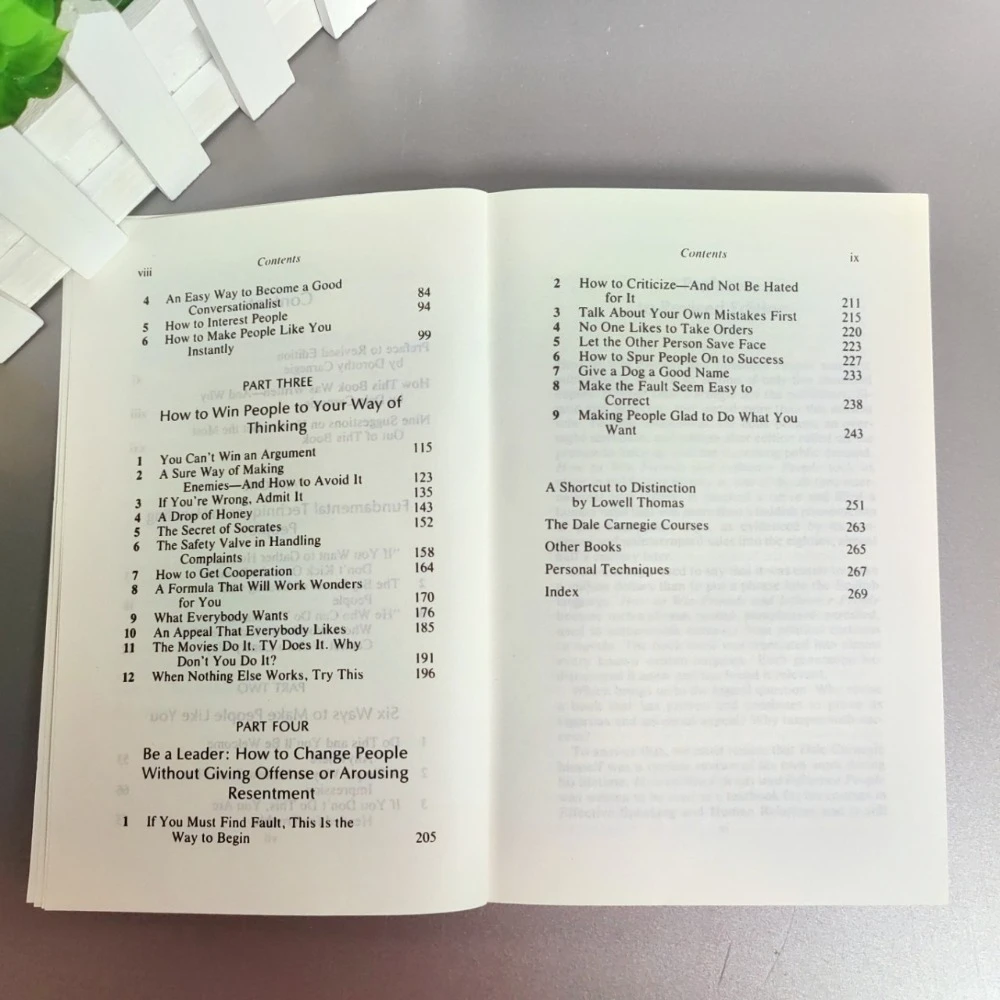 viii
Contents
4 An Easy Way to Become a Good
Conversationalist 84
5 How to Interest People 94
6 How to Make People Like You
Instantly 99
PART THREE
How to Win People to Your Way of
Thinking
1 You Can't Win an Argument 115
2 A Sure Way of Making
Enemies—And How to Avoid It 123
3 If You're Wrong, Admit It 135
4 A Drop of Honey 143
5 The Secret of Socrates 152
6 The Safety Valve in Handling
Complaints 158
7 How to Get Cooperation 164
8 A Formula That Will Work Wonders
for You 170
9 What Everybody Wants 176
10 An Appeal That Everybody Likes 185
11 The Movies Do It. TV Does It. Why
Don't You Do It? 191
12 When Nothing Else Works, Try This 196
PART FOUR
Be a Leader: How to Change People
Without Giving Offense or Arousing
Resentment
1 If You Must Find Fault, This Is the
Way to Begin 205
Contents
ix
2 How to Criticize—And Not Be Hated
for It 211
3 Talk About Your Own Mistakes First 215
4 No One Likes to Take Orders 220
5 Let the Other Person Save Face 223
6 How to Spur People On to Success 227
7 Give a Dog a Good Name 233
8 Make the Fault Seem Easy to
Correct 238
9 Making People Glad to Do What You
Want 243
A Shortcut to Distinction
by Lowell Thomas 251
The Dale Carnegie Courses 263
Other Books 265
Personal Techniques 267
Index 269